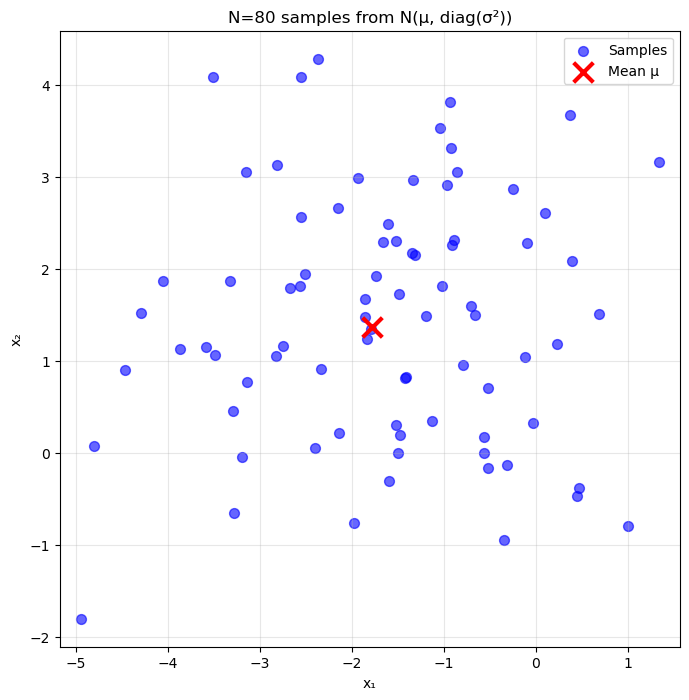 N=80 samples from N(μ, diag(σ²))
Samples
Mean μ
x₂
4
3
2
1
0
−1
−2
−5 −4 −3 −2 −1 0 1
x₁